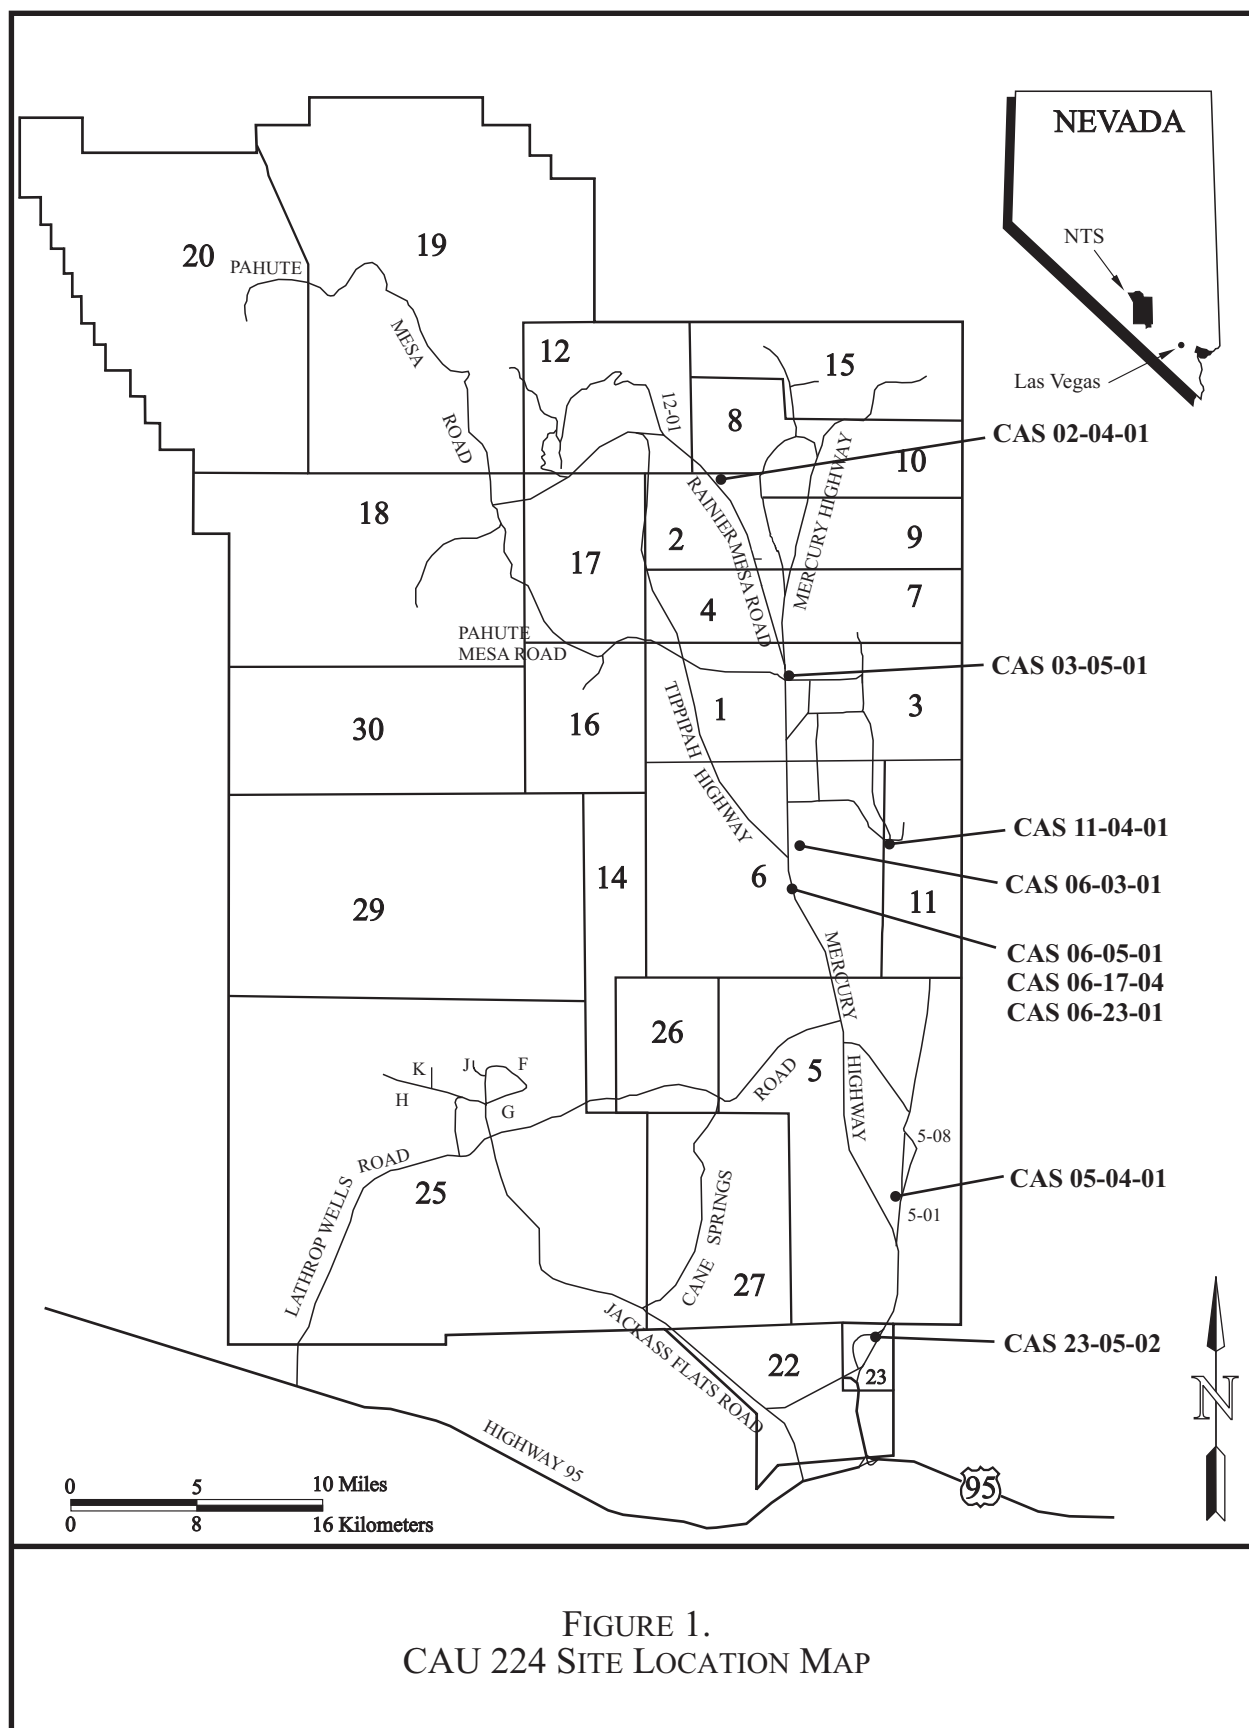 NEVADA
NTS
Las Vegas
20
19
PAHUTE
MESA
ROAD
12
12-01
15
8
10
CAS 02-04-01
MERCURY HIGHWAY
RAINIER MESA ROAD
18
17
2
9
4
7
PAHUTE
MESA ROAD
CAS 03-05-01
30
16
1
3
TIPPIPAH HIGHWAY
CAS 11-04-01
CAS 06-03-01
29
14
6
11
CAS 06-05-01
CAS 06-17-04
CAS 06-23-01
MERCURY
HIGHWAY
26
5
ROAD
K
J
F
H
G
5-08
CAS 05-04-01
5-01
LATHROP WELLS ROAD
25
CANE SPRINGS
27
JACKASS FLATS ROAD
22
23
CAS 23-05-02
N
HIGHWAY 95
95
0 5 10 Miles
0 8 16 Kilometers
FIGURE 1.
CAU 224 SITE LOCATION MAP